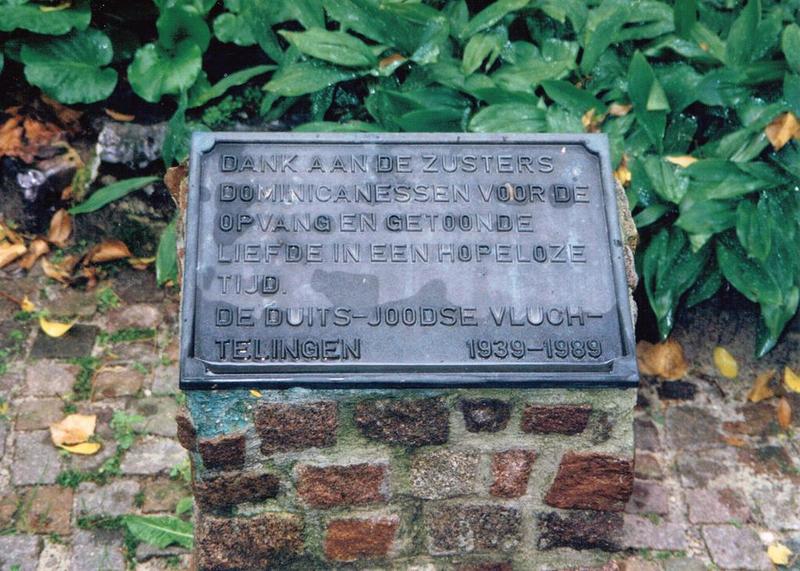 DANK AAN DE ZUSTERS
DOMINICANESSEN VOOR DE
OPVANG EN GETOONDE
LIEFDE IN EEN HOPELOZE
TIJD.
DE DUITS-JOODSE VLUCH-
TELINGEN 1939-1989